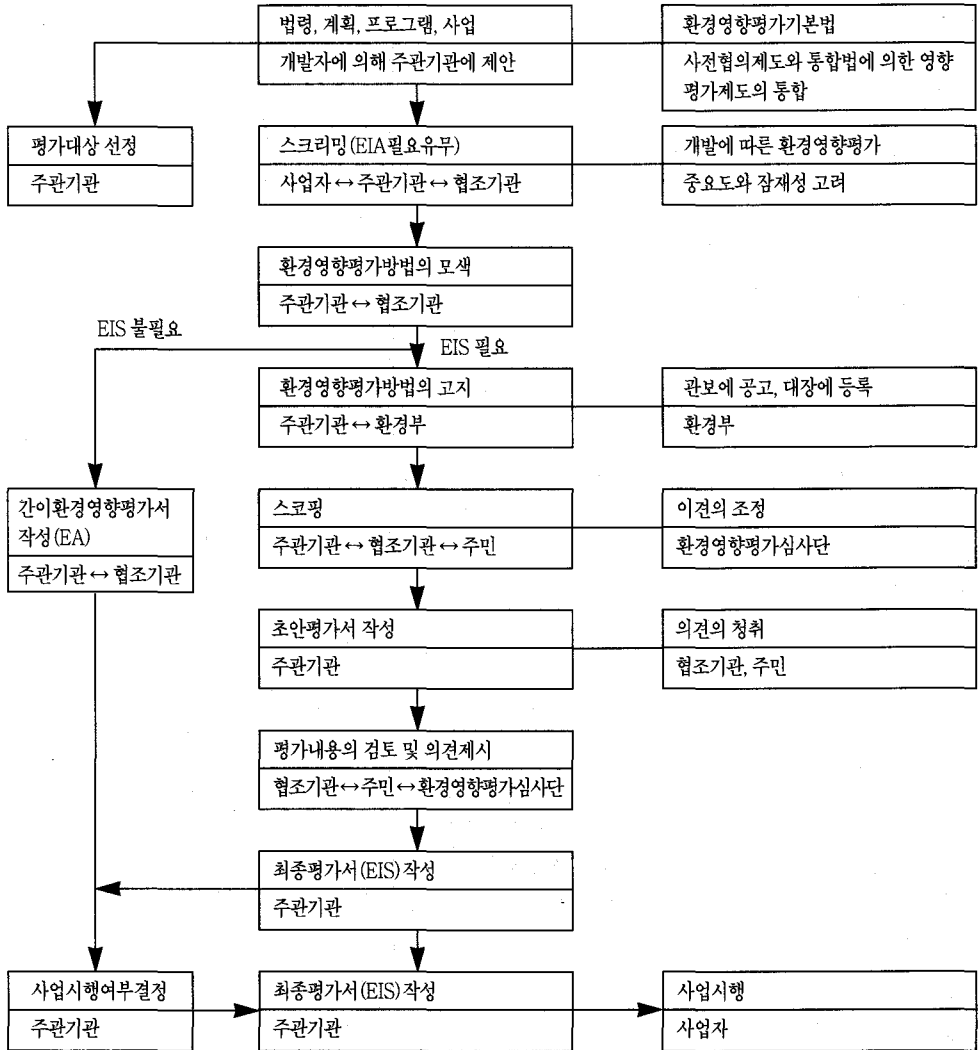 법령, 계획, 프로그램, 사업
개발자에 의해 주관기관에 제안
환경영향평가기본법
사전협의제도와 통합법에 의한 영향
평가제도의 통합
평가대상 선정
주관기관
스크리밍(EIA필요유무)
사업자↔주관기관↔협조기관
개발에 따른 환경영향평가
중요도와 잠재성 고려
환경영향평가방법의 모색
주관기관↔협조기관
EIS 불필요
EIS 필요
환경영향평가방법의 고지
주관기관↔환경부
관보에 공고, 대장에 등록
환경부
간이환경영향평가서
작성(EA)
주관기관↔협조기관
스코핑
주관기관↔협조기관↔주민
이견의 조정
환경영향평가심사단
초안평가서 작성
주관기관
의견의 청취
협조기관, 주민
평가내용의 검토 및 의견제시
협조기관↔주민↔환경영향평가심사단
최종평가서(EIS)작성
주관기관
사업시행여부결정
주관기관
최종평가서(EIS)작성
주관기관
사업시행
사업자